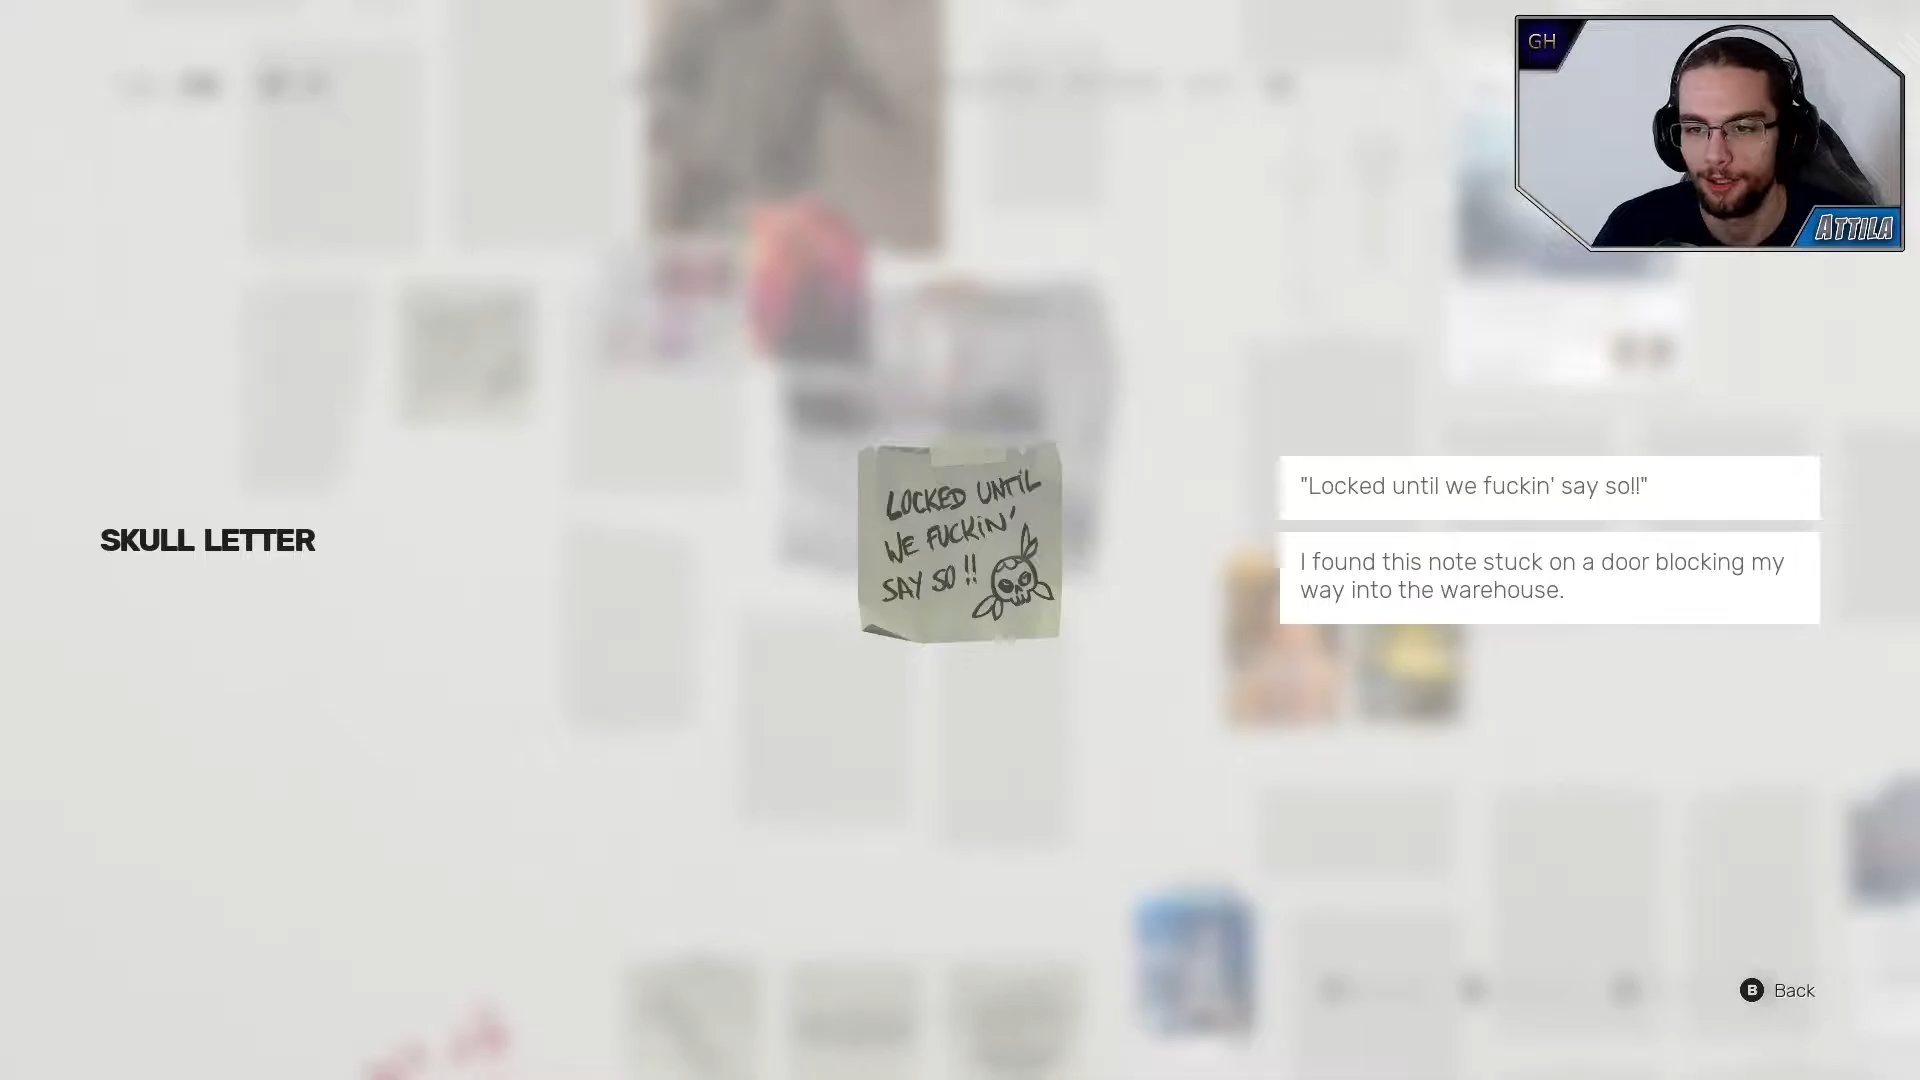 GH
ATTILA
SKULL LETTER
LOCKED UNTIL
WE FUCKIN'
SAY SO!!
"Locked until we fuckin' say so!!"
I found this note stuck on a door blocking my
way into the warehouse.
B Back